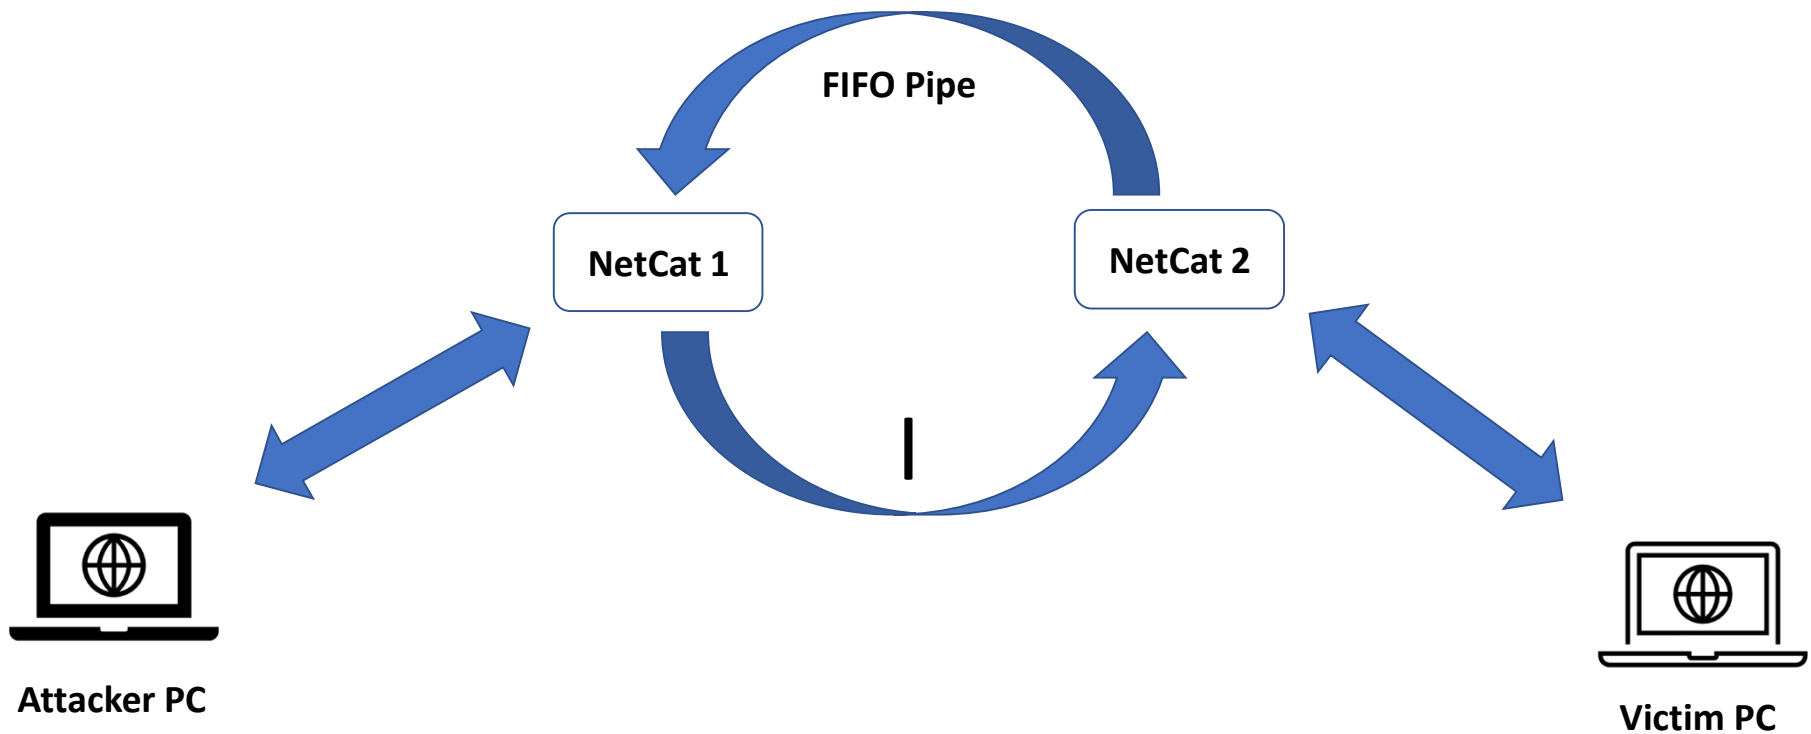 FIFO Pipe
NetCat 1
NetCat 2
|
Attacker PC
Victim PC